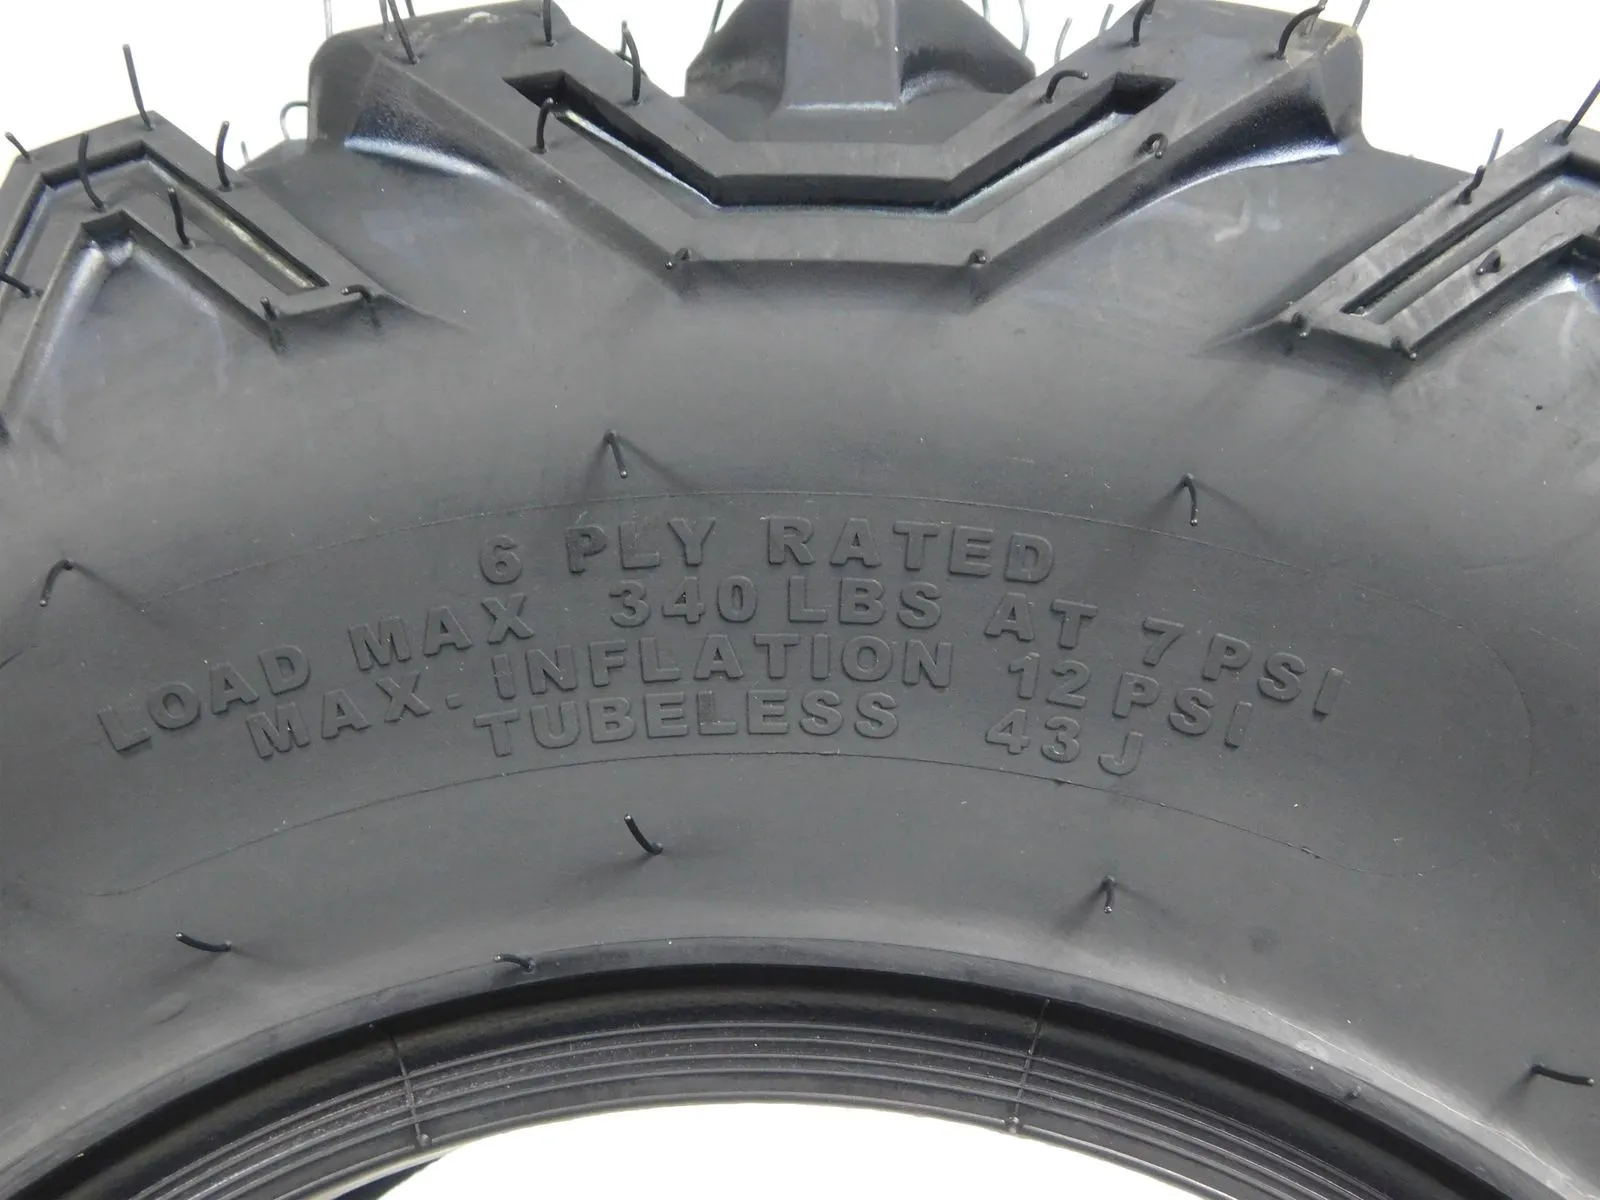 6 PLY RATED
LOAD MAX 340 LBS AT 7 PSI
MAX. INFLATION 12 PSI
TUBELESS 43J